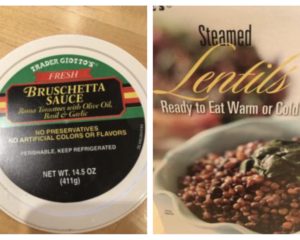 TRADER GIOTTO'S
FRESH
BRUSCHETTA
SAUCE
Roma Tomatoes with Olive Oil,
Basil & Garlic
NO PRESERVATIVES
NO ARTIFICIAL COLORS OR FLAVORS
PERISHABLE, KEEP REFRIGERATED
NET WT. 14.5 OZ
(411g)
Steamed
Lentils
Ready to Eat Warm or Cold